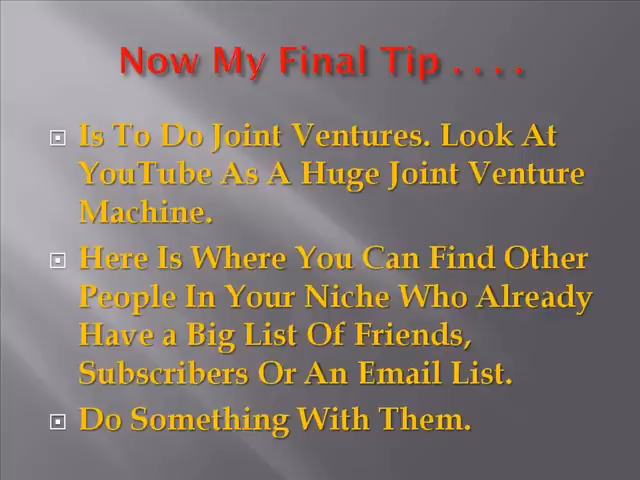 Now My Final Tip . . . .
Is To Do Joint Ventures. Look At
YouTube As A Huge Joint Venture
Machine.
Here Is Where You Can Find Other
People In Your Niche Who Already
Have a Big List Of Friends,
Subscribers Or An Email List.
Do Something With Them.